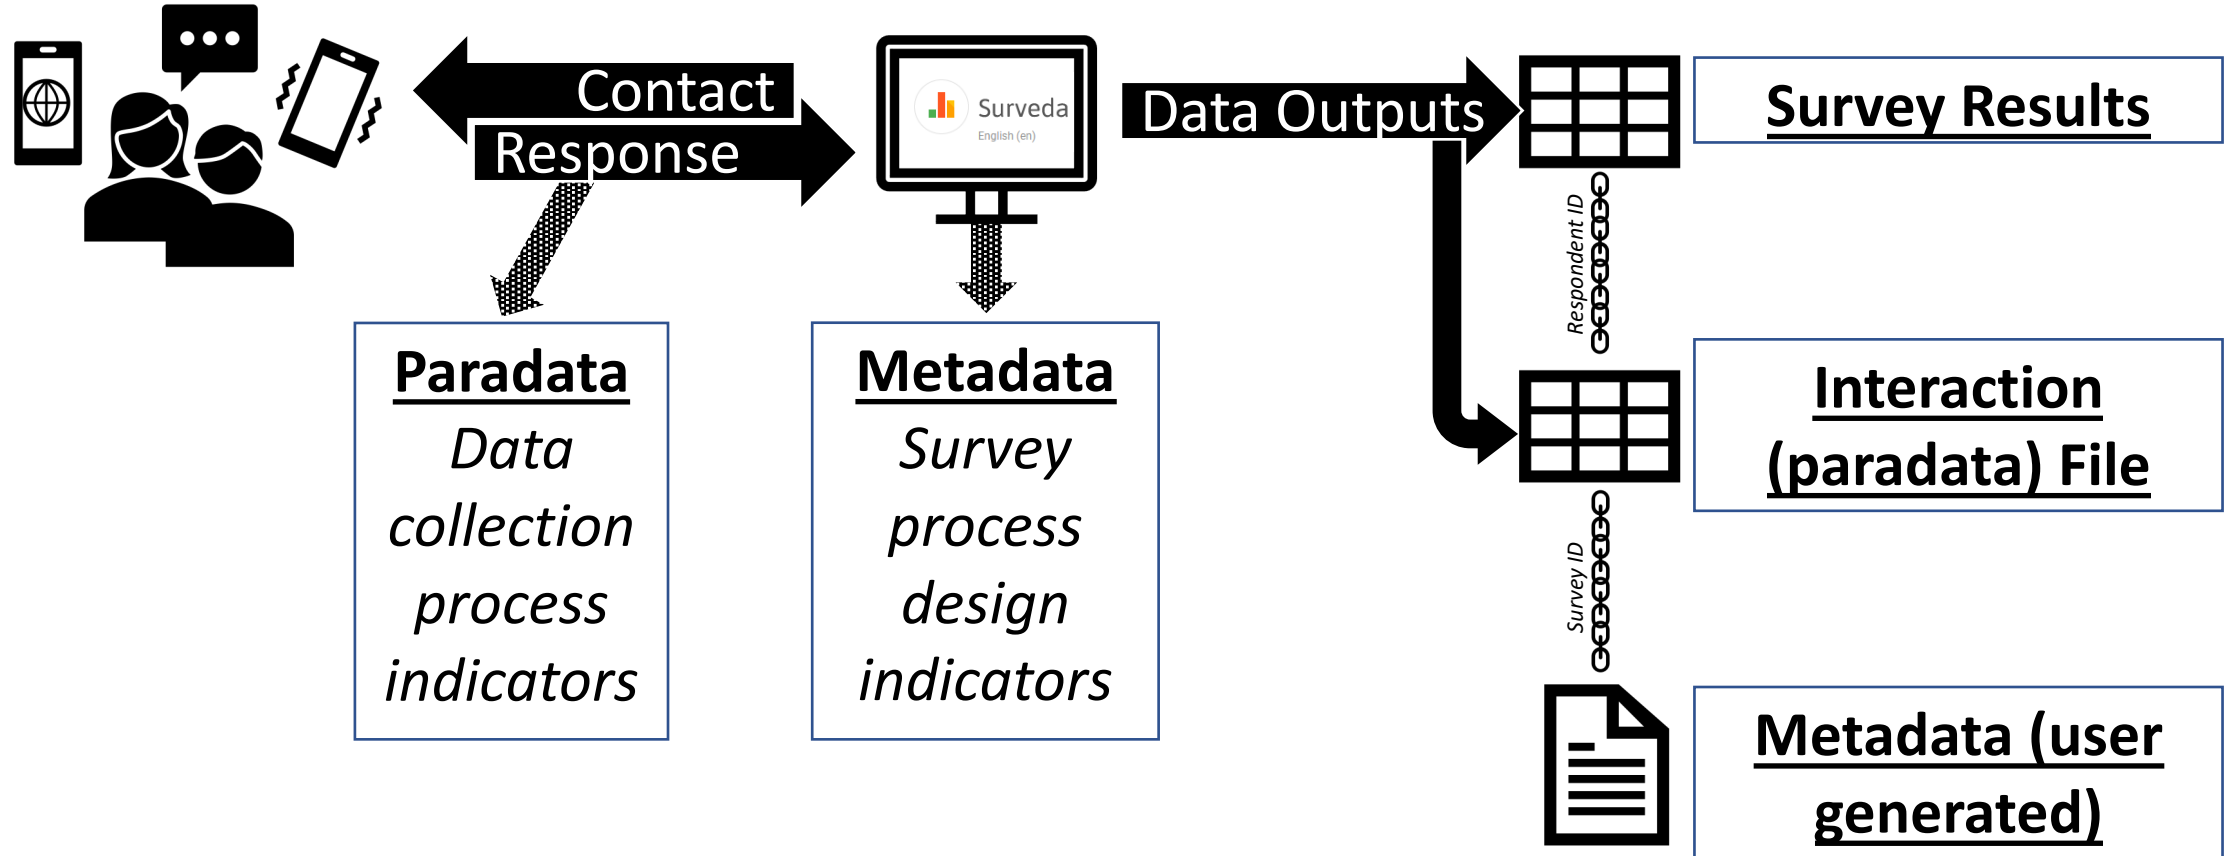 Contact
Response
Surveda
English (en)
Data Outputs
Survey Results
Respondent ID
Paradata
Data
collection
process
indicators
Metadata
Survey
process
design
indicators
Interaction
(paradata) File
Survey ID
Metadata (user
generated)